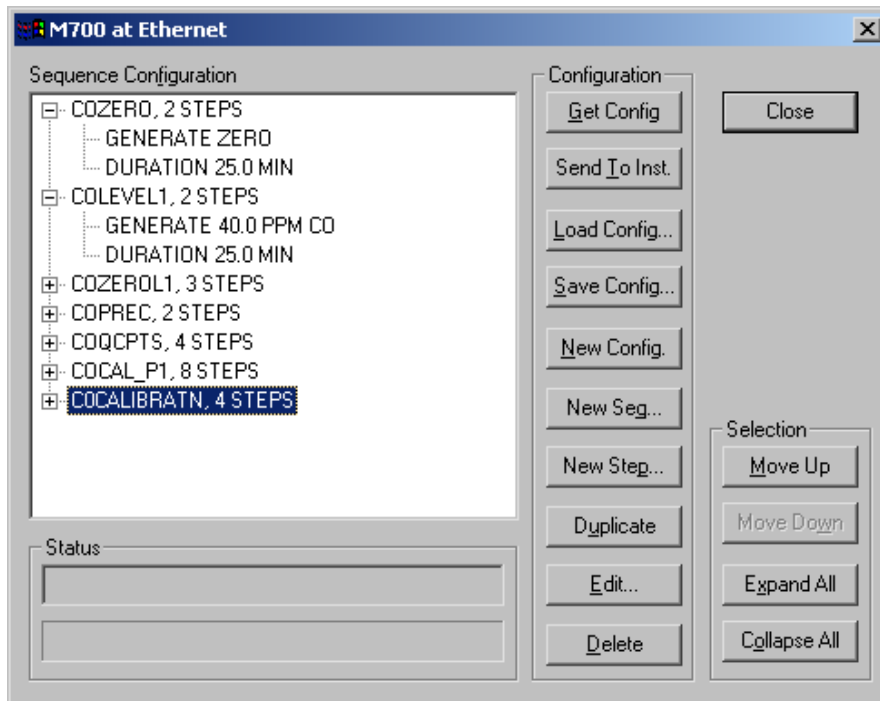 M700 at Ethernet
Sequence Configuration
COZERO, 2 STEPS
GENERATE ZERO
DURATION 25.0 MIN
COLEVEL1, 2 STEPS
GENERATE 40.0 PPM CO
DURATION 25.0 MIN
COZEROL1, 3 STEPS
COPREC, 2 STEPS
COQCPTS, 4 STEPS
COCAL_P1, 8 STEPS
COCALIBRATN, 4 STEPS
Status
Configuration
Get Config
Send To Inst.
Load Config...
Save Config...
New Config.
New Seq...
New Step...
Duplicate
Edit...
Delete
Close
Selection
Move Up
Move Down
Expand All
Collapse All